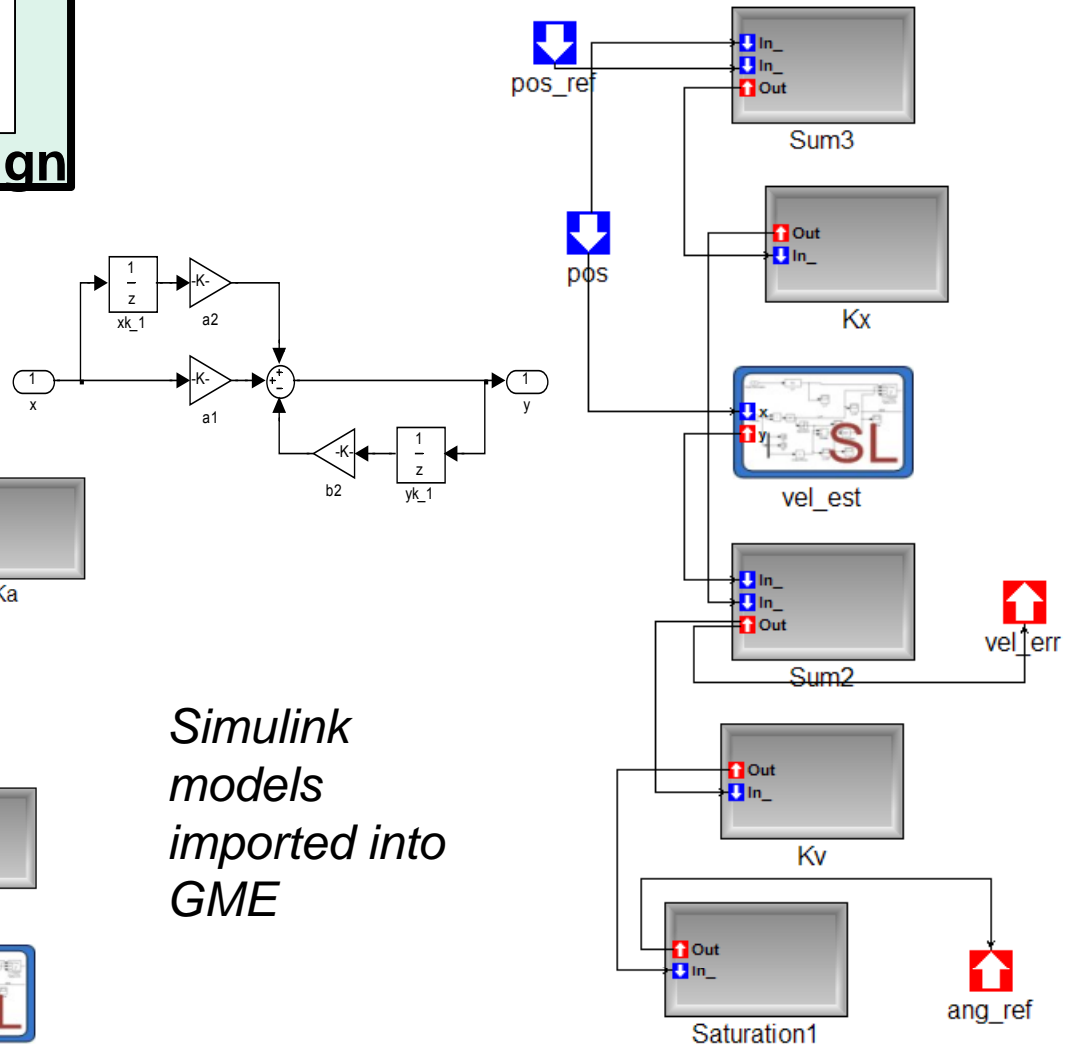 gn
pos_ref
In_
In_
Out
Sum3
pos
Out
In_
Kx
1
z
xk_1
-K-
a2
1
x
-K-
a1
1
y
-K-
b2
1
z
yk_1
x
y
SL
vel_est
Ka
In_
In_
Out
Sum2
vel_err
Simulink
models
imported into
GME
Out
In_
Kv
Out
In_
Saturation1
ang_ref
L